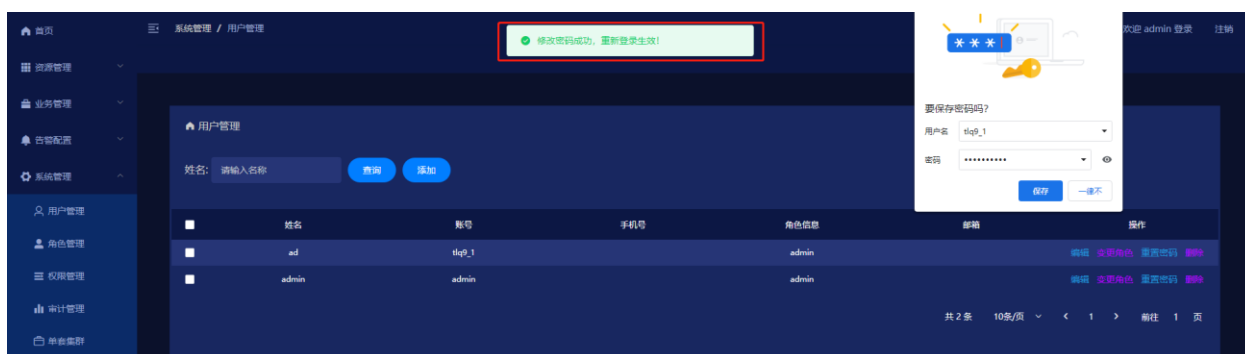 首页
系统管理 / 用户管理
修改密码成功，重新登录生效!
欢迎 admin 登录
注销
资源管理
业务管理
告警配置
系统管理
用户管理
角色管理
权限管理
审计管理
单套集群
用户管理
姓名: 请输入名称 查询 添加
要保存密码吗?
用户名 tlq9_1
密码 ••••••••••
保存 一律不
姓名 账号 手机号 角色信息 邮箱 操作
ad tlq9_1 admin 编辑 变更角色 重置密码 删除
admin admin admin 编辑 变更角色 重置密码 删除
共 2 条 10条/页 < 1 > 前往 1 页